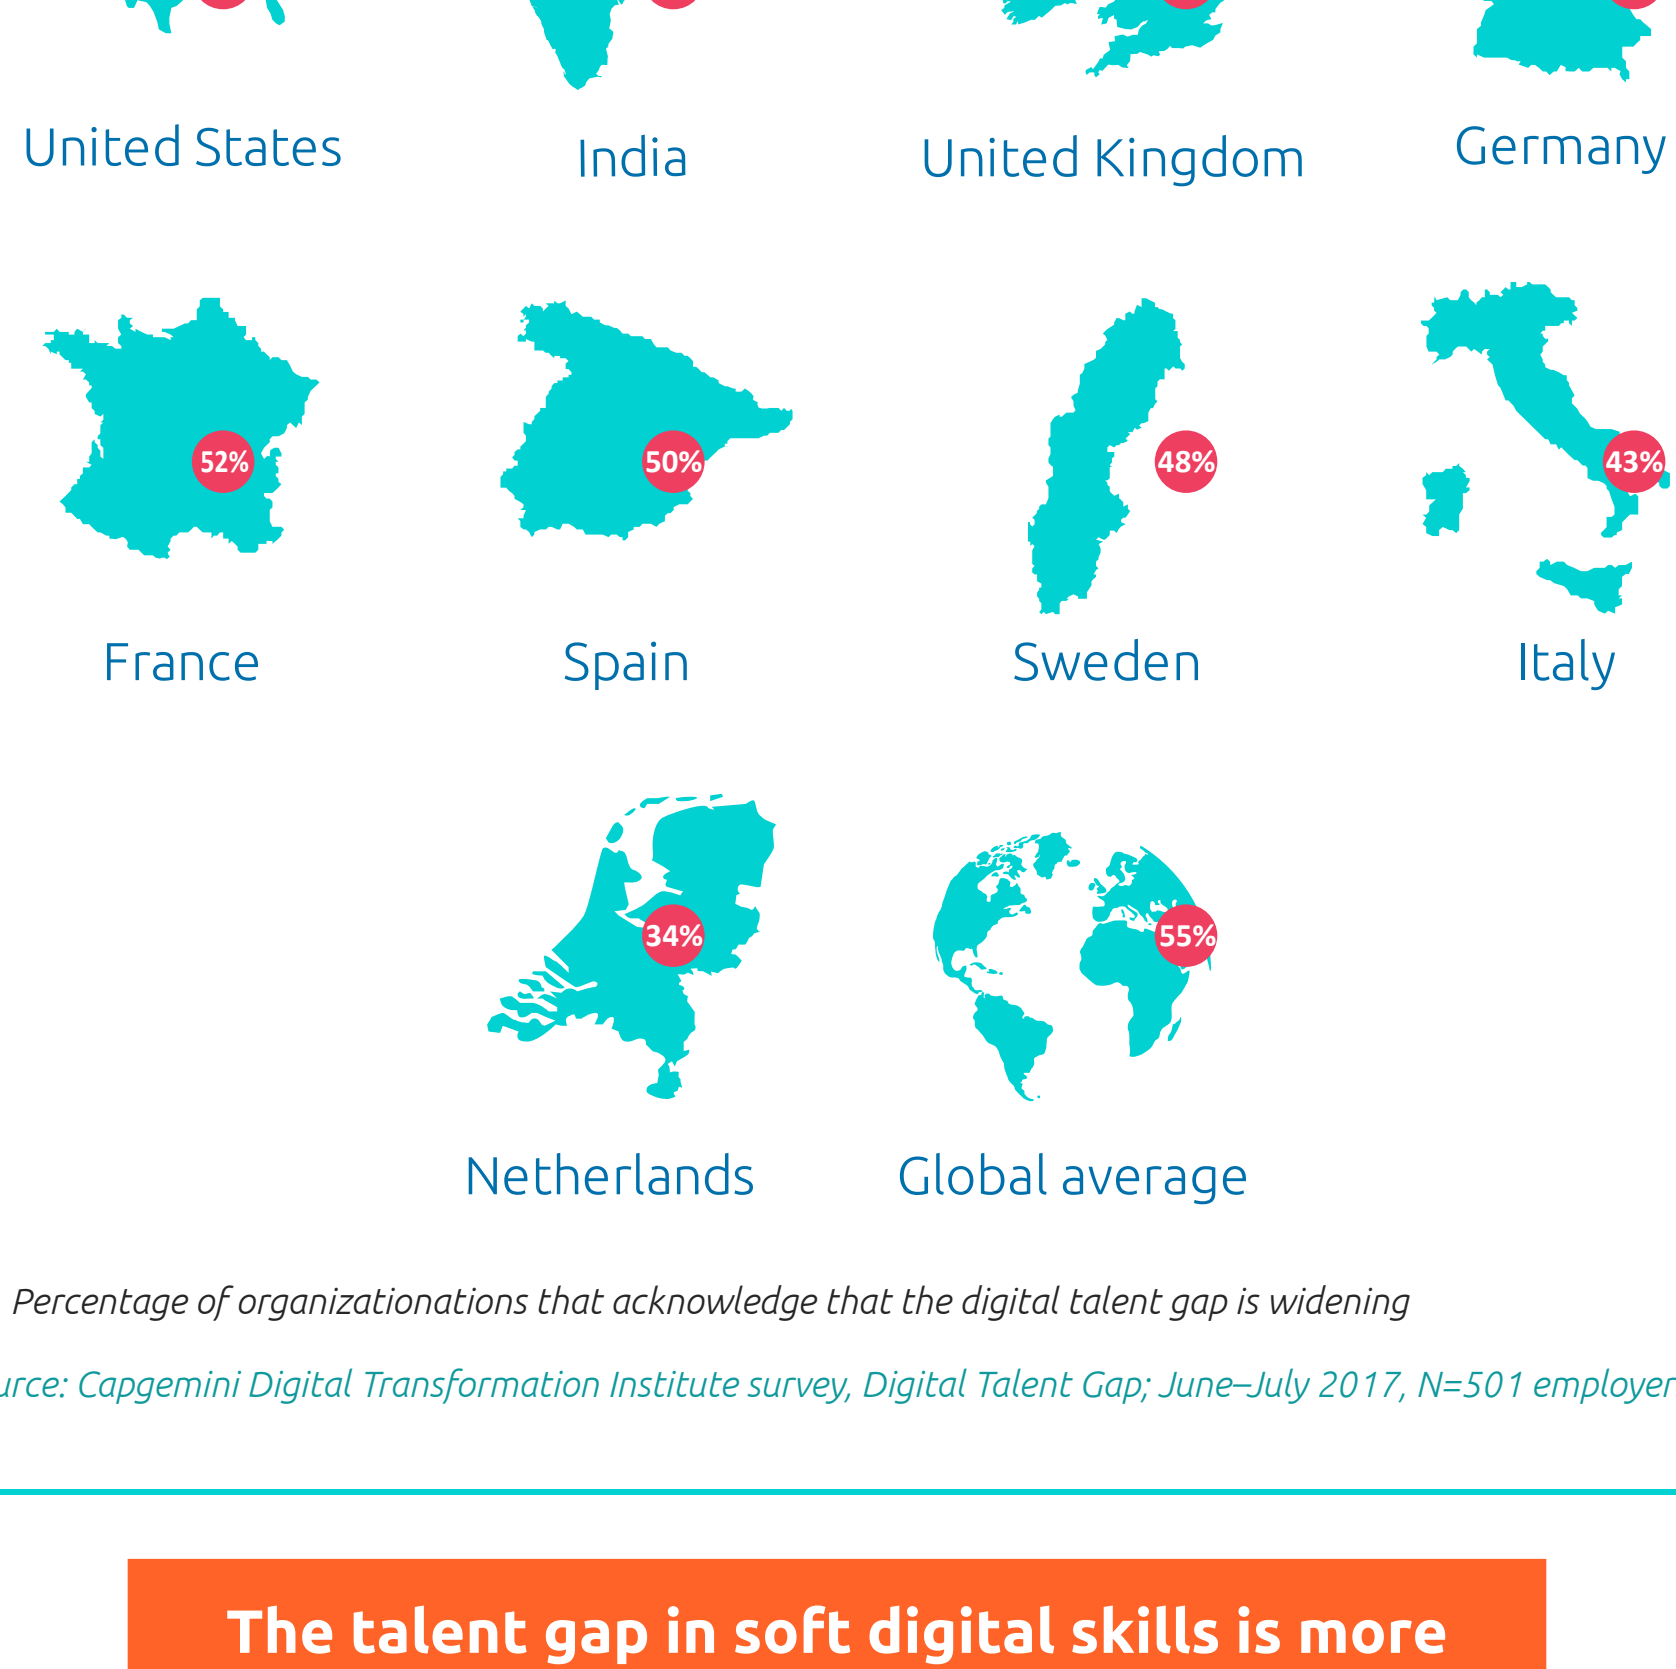 United States
India
United Kingdom
Germany
52%
50%
48%
43%
France
Spain
Sweden
Italy
34%
55%
Netherlands
Global average
Percentage of organizationations that acknowledge that the digital talent gap is widening
urce: Capgemini Digital Transformation Institute survey, Digital Talent Gap; June–July 2017, N=501 employer
The talent gap in soft digital skills is more